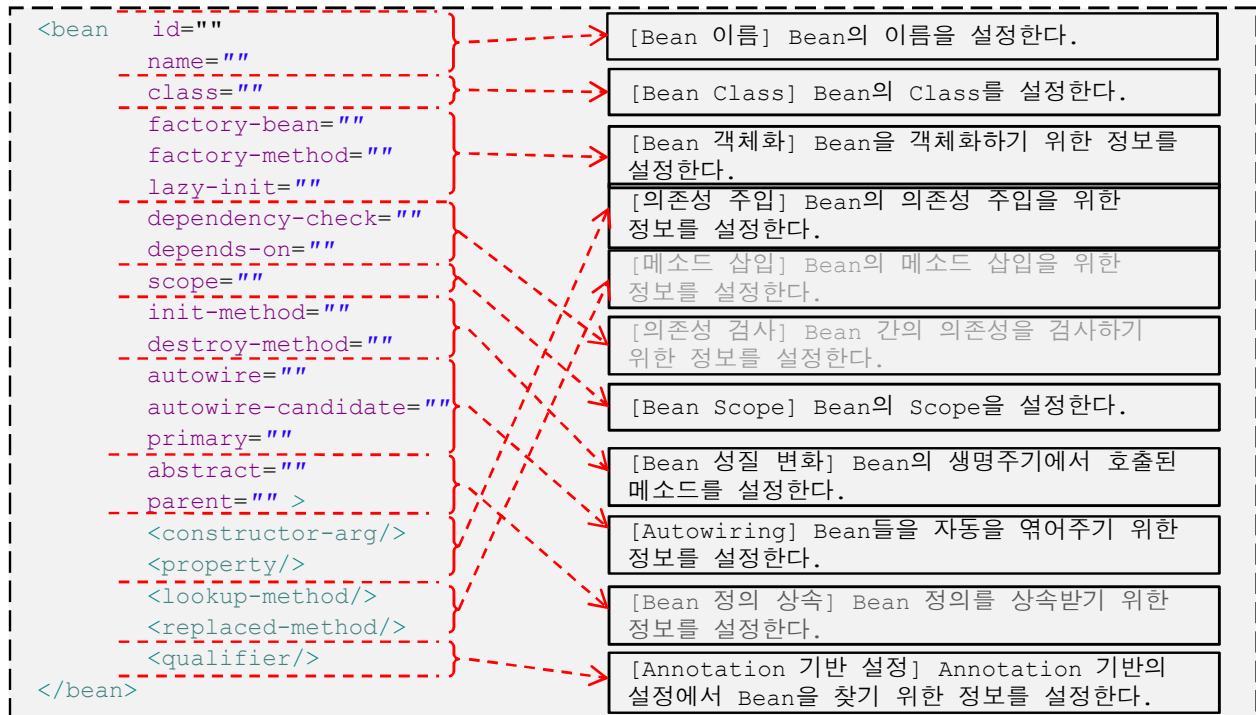 <bean id=""
name=""
class=""
factory-bean=""
factory-method=""
lazy-init=""
dependency-check=""
depends-on=""
scope=""
init-method=""
destroy-method=""
autowire=""
autowire-candidate=""
primary=""
abstract=""
parent="" >
<constructor-arg/>
<property/>
<lookup-method/>
<replaced-method/>
<qualifier/>
</bean>
[Bean 이름] Bean의 이름을 설정한다.
[Bean Class] Bean의 Class를 설정한다.
[Bean 객체화] Bean을 객체화하기 위한 정보를
설정한다.
[의존성 주입] Bean의 의존성 주입을 위한
정보를 설정한다.
[메소드 삽입] Bean의 메소드 삽입을 위한
정보를 설정한다.
[의존성 검사] Bean 간의 의존성을 검사하기
위한 정보를 설정한다.
[Bean Scope] Bean의 Scope을 설정한다.
[Bean 성질 변화] Bean의 생명주기에서 호출된
메소드를 설정한다.
[Autowiring] Bean들을 자동을 엮어주기 위한
정보를 설정한다.
[Bean 정의 상속] Bean 정의를 상속받기 위한
정보를 설정한다.
[Annotation 기반 설정] Annotation 기반의
설정에서 Bean을 찾기 위한 정보를 설정한다.